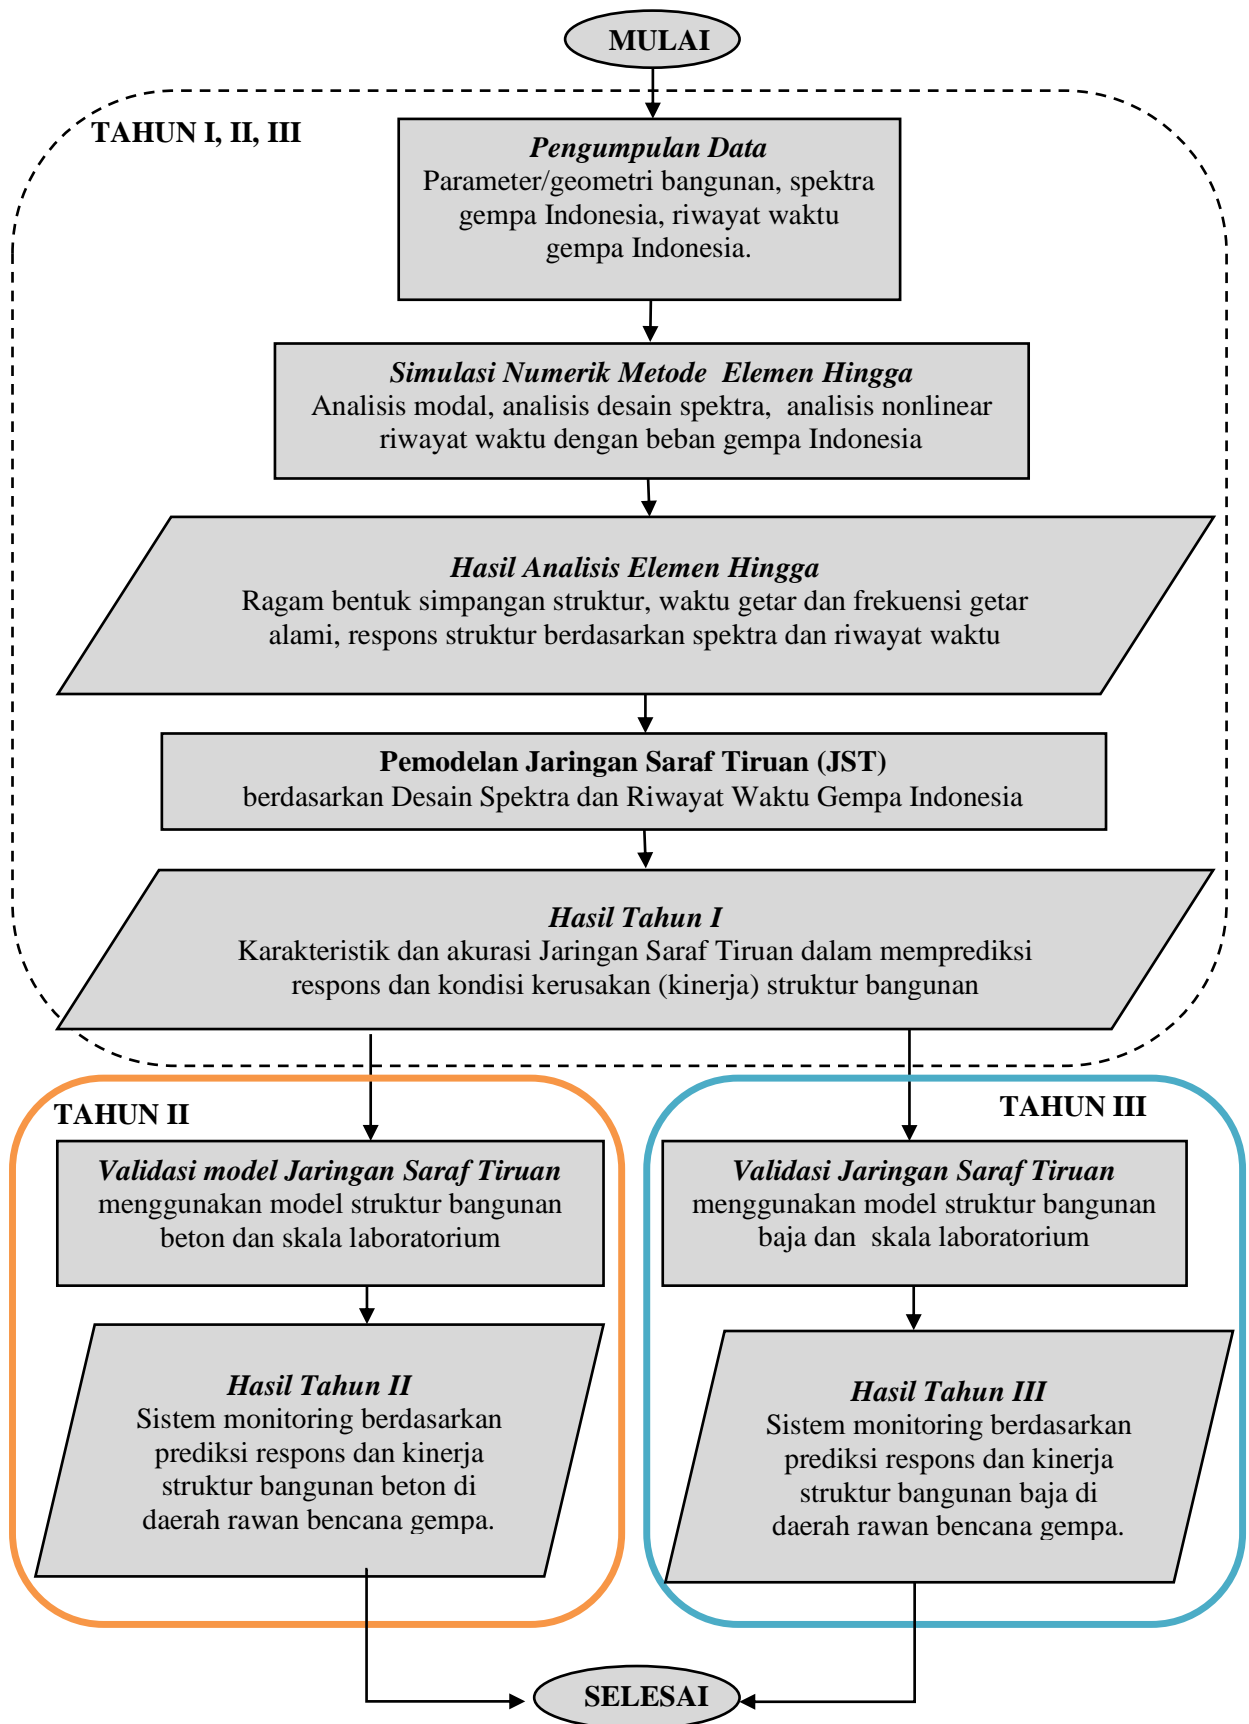 MULAI
TAHUN I, II, III
Pengumpulan Data
Parameter/geometri bangunan, spektra
gempa Indonesia, riwayat waktu
gempa Indonesia.
Simulasi Numerik Metode  Elemen Hingga
Analisis modal, analisis desain spektra,  analisis nonlinear
riwayat waktu dengan beban gempa Indonesia
Hasil Analisis Elemen Hingga
Ragam bentuk simpangan struktur, waktu getar dan frekuensi getar
alami, respons struktur berdasarkan spektra dan riwayat waktu
Pemodelan Jaringan Saraf Tiruan (JST)
berdasarkan Desain Spektra dan Riwayat Waktu Gempa Indonesia
Hasil Tahun I
Karakteristik dan akurasi Jaringan Saraf Tiruan dalam memprediksi
respons dan kondisi kerusakan (kinerja) struktur bangunan
TAHUN II
Validasi model Jaringan Saraf Tiruan
menggunakan model struktur bangunan
beton dan skala laboratorium
Hasil Tahun II
Sistem monitoring berdasarkan
prediksi respons dan kinerja
struktur bangunan beton di
daerah rawan bencana gempa.
TAHUN III
Validasi Jaringan Saraf Tiruan
menggunakan model struktur bangunan
baja dan  skala laboratorium
Hasil Tahun III
Sistem monitoring berdasarkan
prediksi respons dan kinerja
struktur bangunan baja di
daerah rawan bencana gempa.
SELESAI